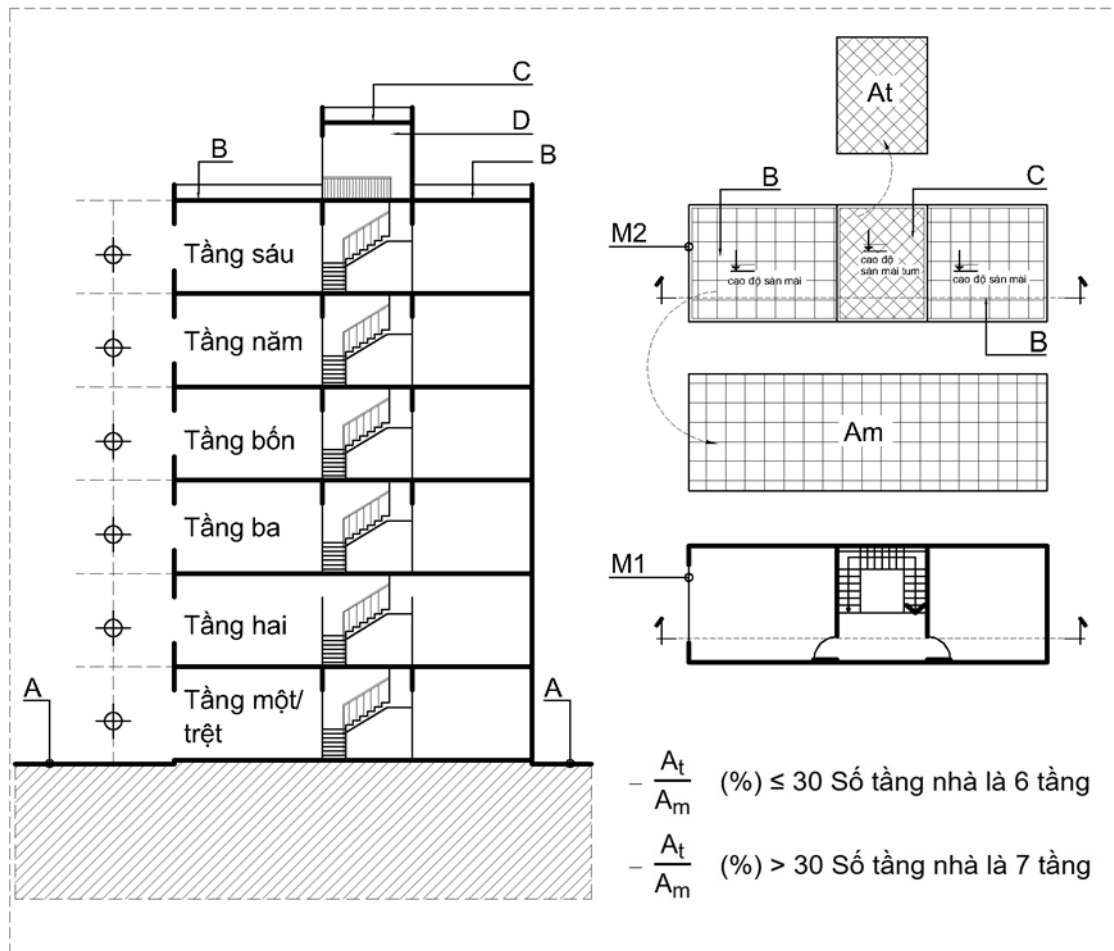 C
D
B
B
Tầng sáu
Tầng năm
Tầng bốn
Tầng ba
Tầng hai
Tầng một/
trệt
A
A
At
B
C
M2
cao độ sàn mái
cao độ
sàn mái tum
cao độ sàn mái
B
Am
M1
– At/Am (%) ≤ 30 Số tầng nhà là 6 tầng
– At/Am (%) > 30 Số tầng nhà là 7 tầng